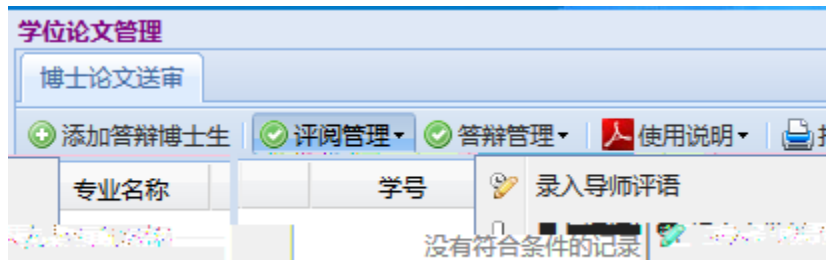 学位论文管理
博士论文送审
添加答辩博士生 评阅管理 答辩管理 使用说明
专业名称 学号 录入导师评语
没有符合条件的记录